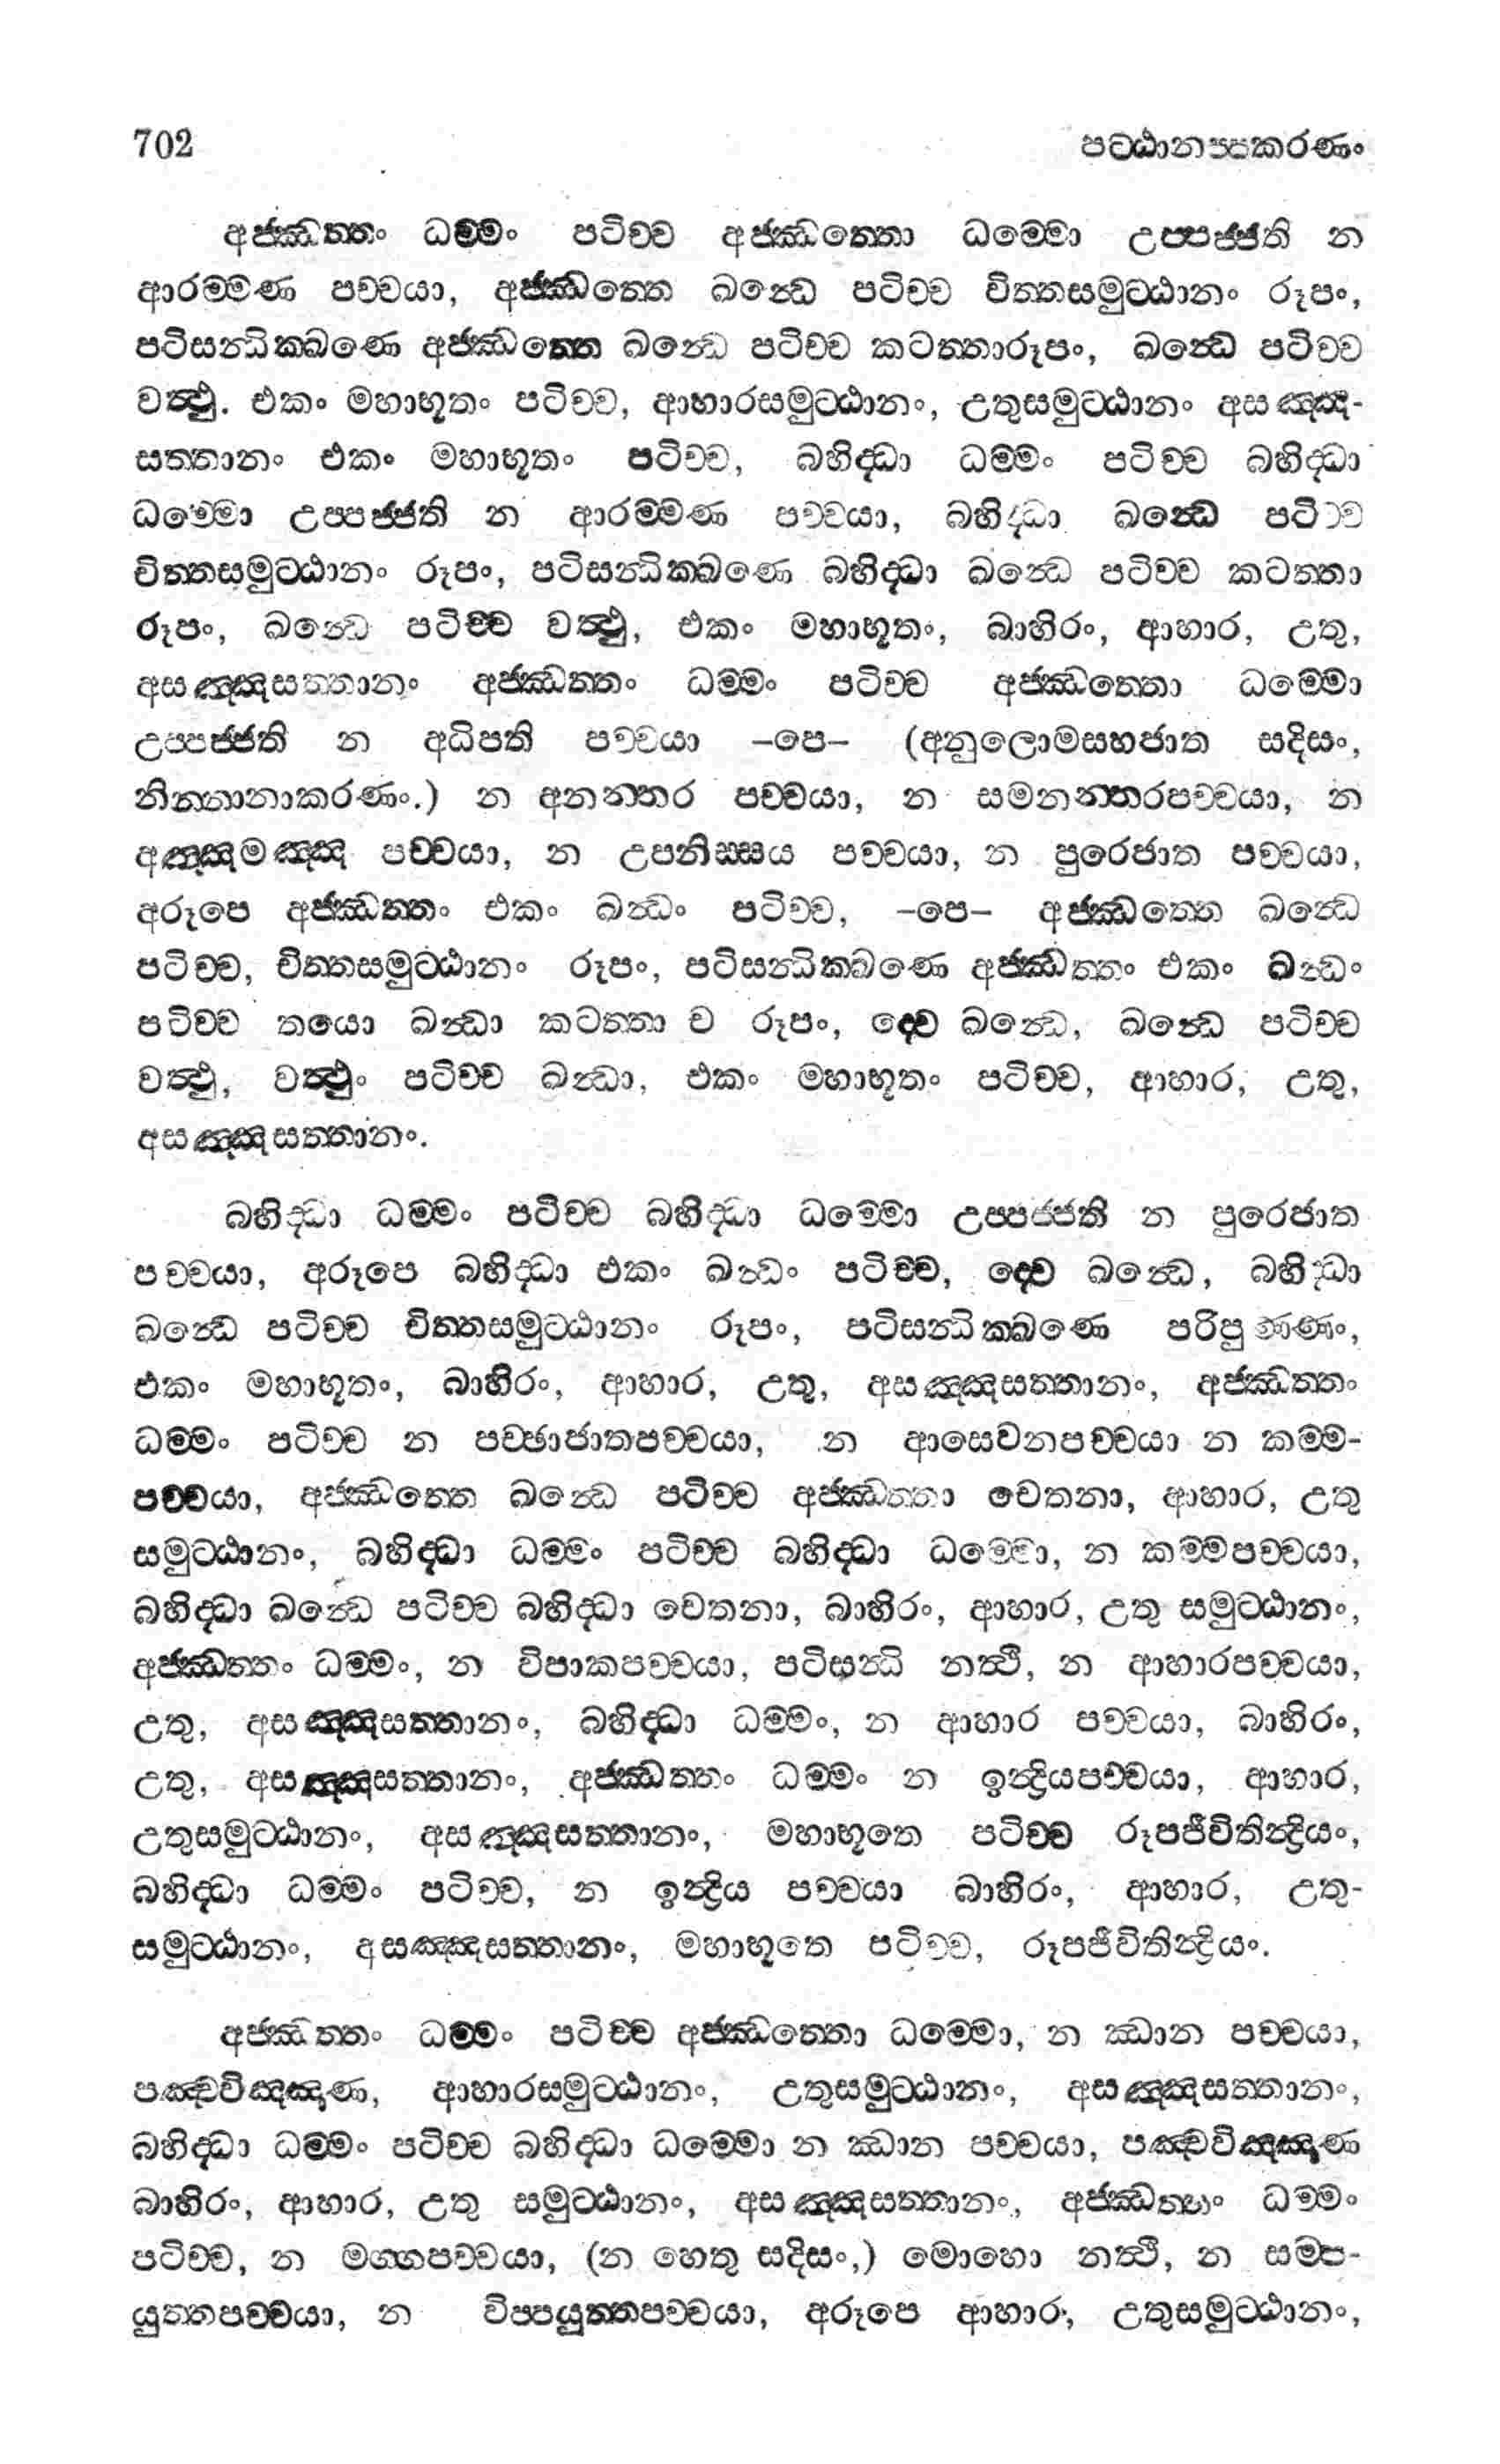 702 පට්ඨානප්පකරණං
අජ්ඣත්තං ධම්මං පටිච්ච අජ්ඣත්තො ධම්මො උප්පජ්ජති න
ආරම්මණ පච්චයා, අජ්ඣත්තෙ ඛන්ධෙ පටිච්ච චිත්තසමුට්ඨානං රූපං,
පටිසන්ධික්ඛණෙ අජ්ඣත්තෙ ඛන්ධෙ පටිච්ච කටත්තාරූපං, ඛන්ධෙ පටිච්ච
වත්ථු. එකං මහාභූතං පටිච්ච, ආහාරසමුට්ඨානං, උතුසමුට්ඨානං අසඤ්ඤ-
සත්තානං එකං මහාභූතං පටිච්ච, බහිද්ධා ධම්මං පටිච්ච බහිද්ධා
ධම්මො උප්පජ්ජති න ආරම්මණ පච්චයා, බහිද්ධා ඛන්ධෙ පටිච්ච
චිත්තසමුට්ඨානං රූපං, පටිසන්ධික්ඛණෙ බහිද්ධා ඛන්ධෙ පටිච්ච කටත්තා
රූපං, ඛන්ධෙ පටිච්ච වත්ථු, එකං මහාභූතං, බාහිරං, ආහාර, උතු,
අසඤ්ඤසත්තානං අජ්ඣත්තං ධම්මං පටිච්ච අජ්ඣත්තො ධම්මො
උප්පජ්ජති න අධිපති පච්චයා –පෙ– (අනුලොමසහජාත සදිසං,
නින්නානාකරණං.) න අනන්තර පච්චයා, න සමනන්තරපච්චයා, න
අඤ්ඤමඤ්ඤ පච්චයා, න උපනිස්සය පච්චයා, න පුරෙජාත පච්චයා,
අරූපෙ අජ්ඣත්තං එකං ඛන්ධං පටිච්ච, –පෙ– අජ්ඣත්තෙ ඛන්ධෙ
පටිච්ච, චිත්තසමුට්ඨානං රූපං, පටිසන්ධික්ඛණෙ අජ්ඣත්තං එකං ඛන්ධං
පටිච්ච තයො ඛන්ධා කටත්තා ච රූපං, ද්වෙ ඛන්ධෙ, ඛන්ධෙ පටිච්ච
වත්ථු, වත්ථුං පටිච්ච ඛන්ධා, එකං මහාභූතං පටිච්ච, ආහාර, උතු,
අසඤ්ඤසත්තානං.
බහිද්ධා ධම්මං පටිච්ච බහිද්ධා ධම්මො උප්පජ්ජති න පුරෙජාත
පච්චයා, අරූපෙ බහිද්ධා එකං ඛන්ධං පටිච්ච, ද්වෙ ඛන්ධෙ, බහිද්ධා
ඛන්ධෙ පටිච්ච චිත්තසමුට්ඨානං රූපං, පටිසන්ධික්ඛණෙ පරිපුණ්ණං,
එකං මහාභූතං, බාහිරං, ආහාර, උතු, අසඤ්ඤසත්තානං, අජ්ඣත්තං
ධම්මං පටිච්ච න පච්ඡාජාතපච්චයා, න ආසෙවනපච්චයා න කම්ම-
පච්චයා, අජ්ඣත්තෙ ඛන්ධෙ පටිච්ච අජ්ඣත්තා චෙතනා, ආහාර, උතු
සමුට්ඨානං, බහිද්ධා ධම්මං පටිච්ච බහිද්ධා ධම්මො, න කම්මපච්චයා,
බහිද්ධා ඛන්ධෙ පටිච්ච බහිද්ධා චෙතනා, බාහිරං, ආහාර, උතු සමුට්ඨානං,
අජ්ඣත්තං ධම්මං, න විපාකපච්චයා, පටිසන්ධි නත්ථි, න ආහාරපච්චයා,
උතු, අසඤ්ඤසත්තානං, බහිද්ධා ධම්මං, න ආහාර පච්චයා, බාහිරං,
උතු, අසඤ්ඤසත්තානං, අජ්ඣත්තං ධම්මං න ඉන්ද්‍රියපච්චයා, ආහාර,
උතුසමුට්ඨානං, අසඤ්ඤසත්තානං, මහාභූතෙ පටිච්ච රූපජීවිතින්ද්‍රියං,
බහිද්ධා ධම්මං පටිච්ච, න ඉන්ද්‍රිය පච්චයා බාහිරං, ආහාර, උතු-
සමුට්ඨානං, අසඤ්ඤසත්තානං, මහාභූතෙ පටිච්ච, රූපජීවිතින්ද්‍රියං.
අජ්ඣත්තං ධම්මං පටිච්ච අජ්ඣත්තො ධම්මො, න ඣාන පච්චයා,
පඤ්චවිඤ්ඤාණ, ආහාරසමුට්ඨානං, උතුසමුට්ඨානං, අසඤ්ඤසත්තානං,
බහිද්ධා ධම්මං පටිච්ච බහිද්ධා ධම්මො න ඣාන පච්චයා, පඤ්චවිඤ්ඤාණ
බාහිරං, ආහාර, උතු සමුට්ඨානං, අසඤ්ඤසත්තානං, අජ්ඣත්තං ධම්මං
පටිච්ච, න මග්ගපච්චයා, (න හෙතු සදිසං,) මොහො නත්ථි, න සම්ප-
යුත්තපච්චයා, න විප්පයුත්තපච්චයා, අරූපෙ ආහාර, උතුසමුට්ඨානං,